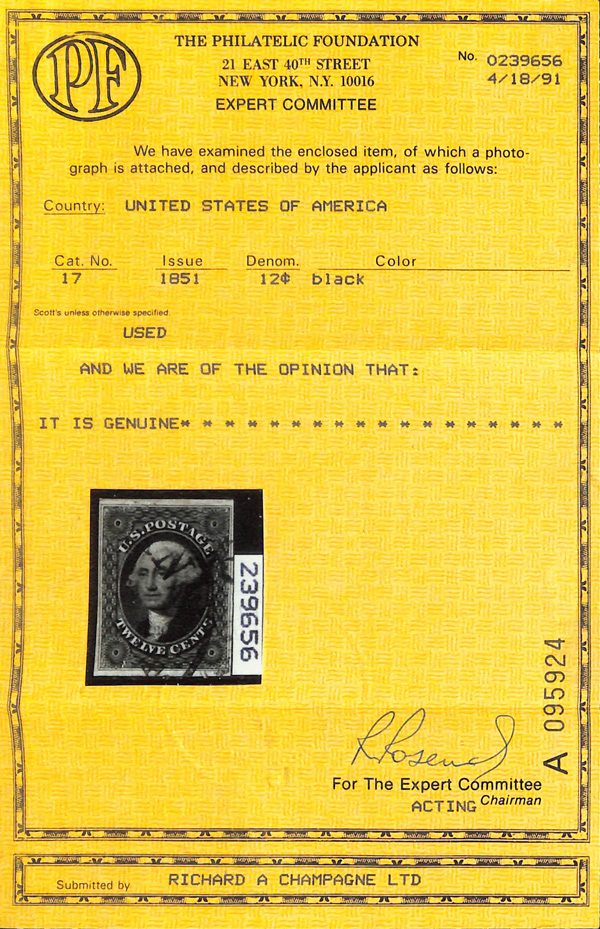 PF
THE PHILATELIC FOUNDATION
21 EAST 40TH STREET
NEW YORK, N.Y. 10016
EXPERT COMMITTEE
No. 0239656
4/18/91
We have examined the enclosed item, of which a photo-
graph is attached, and described by the applicant as follows:
Country: UNITED STATES OF AMERICA
Cat. No. Issue Denom. Color
17 1851 12¢ black
Scott's unless otherwise specified.
USED
AND WE ARE OF THE OPINION THAT:
IT IS GENUINE* * * * * * * * * * * * * * * * * *
U.S. POSTAGE
TWELVE CENTS
239656
A 095924
For The Expert Committee
ACTING Chairman
Submitted by RICHARD A CHAMPAGNE LTD